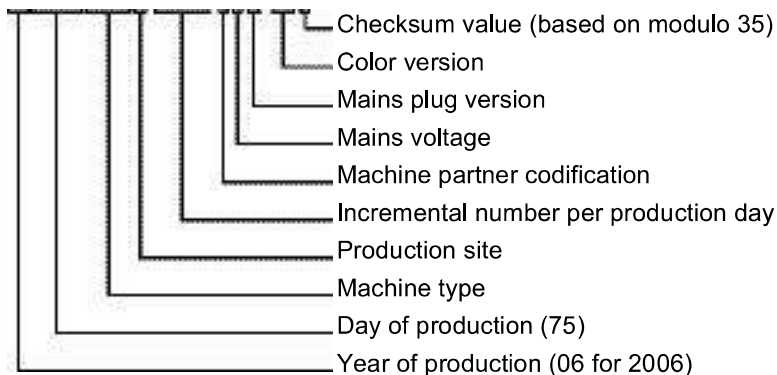 Checksum value (based on modulo 35)
Color version
Mains plug version
Mains voltage
Machine partner codification
Incremental number per production day
Production site
Machine type
Day of production (75)
Year of production (06 for 2006)